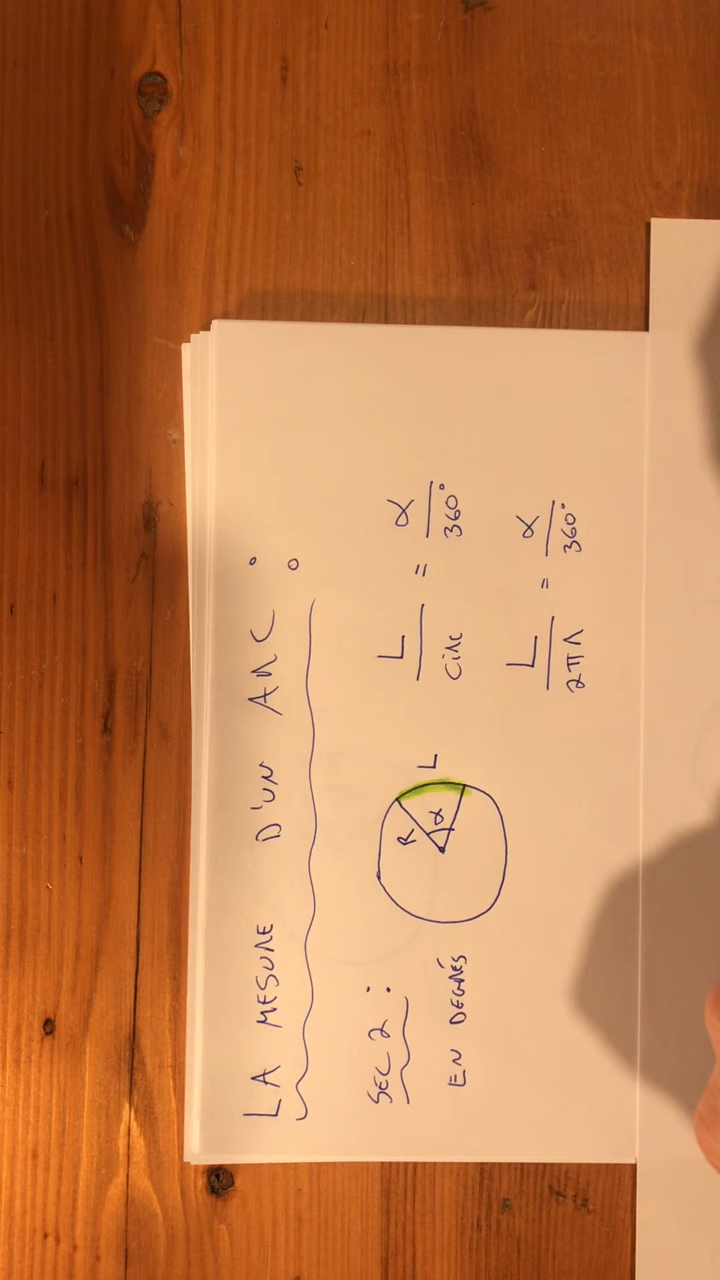 LA MESURE D'UN ARC :
SEC 2 :
EN DEGRÉS
R
α
L
L/circ = α/360°
L/2πr = α/360°